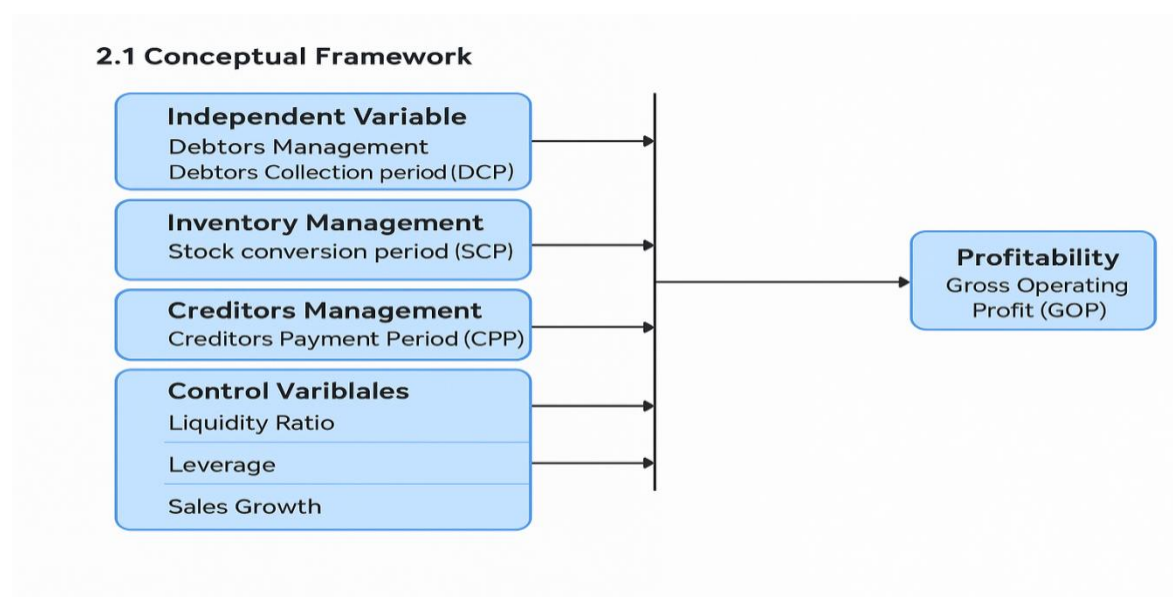 2.1 Conceptual Framework
Independent Variable
Debtors Management
Debtors Collection period (DCP)
Inventory Management
Stock conversion period (SCP)
Creditors Management
Creditors Payment Period (CPP)
Control Variblales
Liquidity Ratio
Leverage
Sales Growth
Profitability
Gross Operating
Profit (GOP)